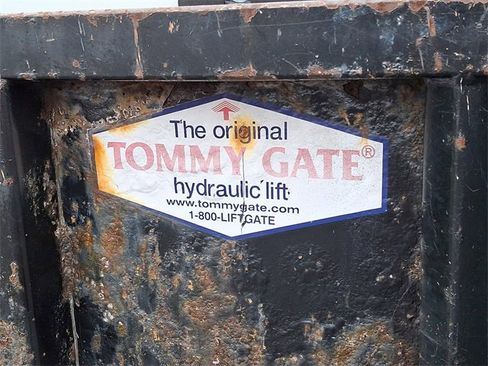 The original
TOMMY GATE®
hydraulic lift
www.tommygate.com
1-800-LIFTGATE